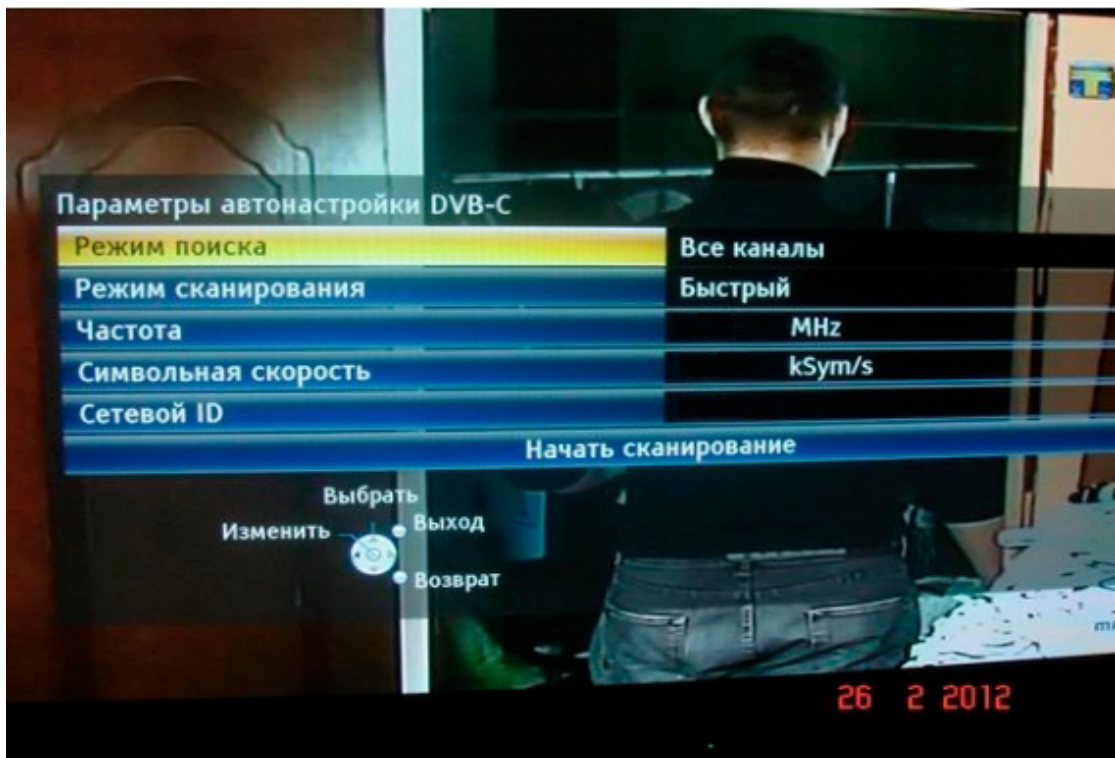 Параметры автонастройки DVB-C
Режим поиска Все каналы
Режим сканирования Быстрый
Частота MHz
Символьная скорость kSym/s
Сетевой ID
Начать сканирование
Выбрать
Изменить Выход
Возврат
26 2 2012